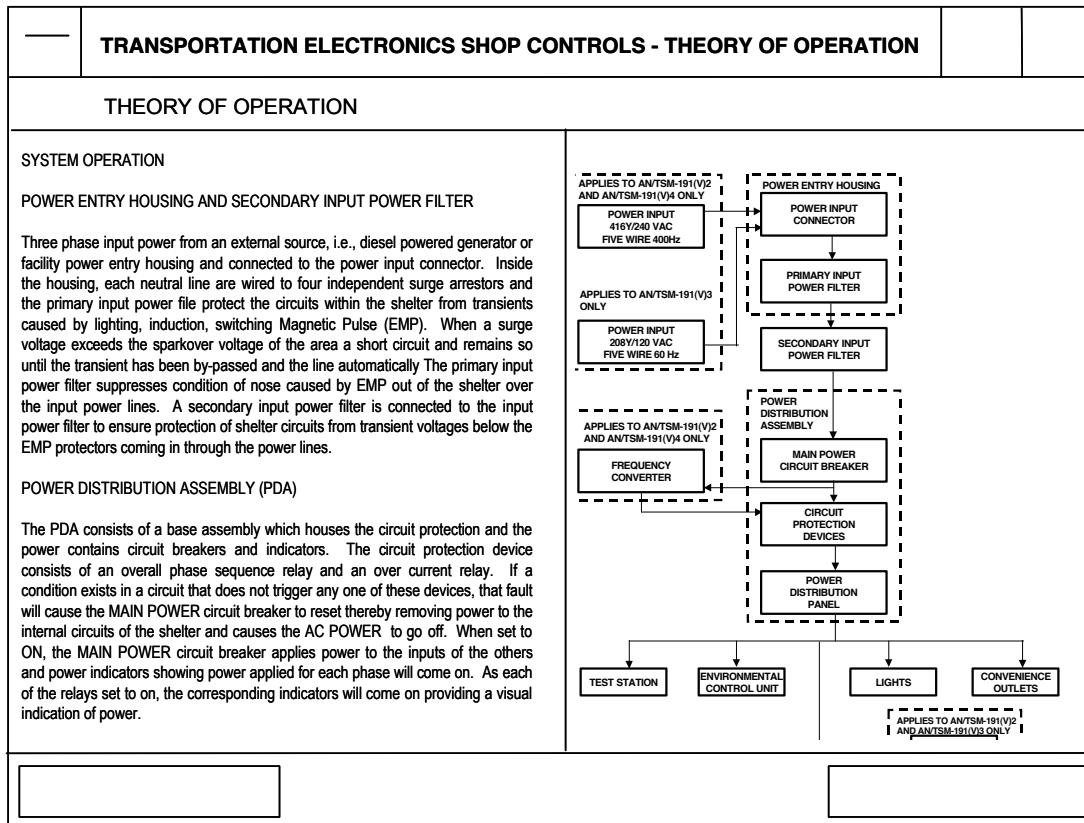 TRANSPORTATION ELECTRONICS SHOP CONTROLS - THEORY OF OPERATION
THEORY OF OPERATION
SYSTEM OPERATION
POWER ENTRY HOUSING AND SECONDARY INPUT POWER FILTER
Three phase input power from an external source, i.e., diesel powered generator or
facility power entry housing and connected to the power input connector. Inside
the housing, each neutral line are wired to four independent surge arrestors and
the primary input power file protect the circuits within the shelter from transients
caused by lighting, induction, switching Magnetic Pulse (EMP). When a surge
voltage exceeds the sparkover voltage of the area a short circuit and remains so
until the transient has been by-passed and the line automatically The primary input
power filter suppresses condition of nose caused by EMP out of the shelter over
the input power lines. A secondary input power filter is connected to the input
power filter to ensure protection of shelter circuits from transient voltages below the
EMP protectors coming in through the power lines.
POWER DISTRIBUTION ASSEMBLY (PDA)
The PDA consists of a base assembly which houses the circuit protection and the
power contains circuit breakers and indicators. The circuit protection device
consists of an overall phase sequence relay and an over current relay. If a
condition exists in a circuit that does not trigger any one of these devices, that fault
will cause the MAIN POWER circuit breaker to reset thereby removing power to the
internal circuits of the shelter and causes the AC POWER to go off. When set to
ON, the MAIN POWER circuit breaker applies power to the inputs of the others
and power indicators showing power applied for each phase will come on. As each
of the relays set to on, the corresponding indicators will come on providing a visual
indication of power.
APPLIES TO AN/TSM-191(V)2
AND AN/TSM-191(V)4 ONLY
POWER INPUT
416Y/240 VAC
FIVE WIRE 400Hz
POWER ENTRY HOUSING
POWER INPUT
CONNECTOR
PRIMARY INPUT
POWER FILTER
APPLIES TO AN/TSM-191(V)3
ONLY
POWER INPUT
208Y/120 VAC
FIVE WIRE 60 Hz
SECONDARY INPUT
POWER FILTER
POWER
DISTRIBUTION
ASSEMBLY
APPLIES TO AN/TSM-191(V)2
AND AN/TSM-191(V)4 ONLY
FREQUENCY
CONVERTER
MAIN POWER
CIRCUIT BREAKER
CIRCUIT
PROTECTION
DEVICES
POWER
DISTRIBUTION
PANEL
TEST STATION
ENVIRONMENTAL
CONTROL UNIT
LIGHTS
CONVENIENCE
OUTLETS
APPLIES TO AN/TSM-191(V)2
AND AN/TSM-191(V)3 ONLY